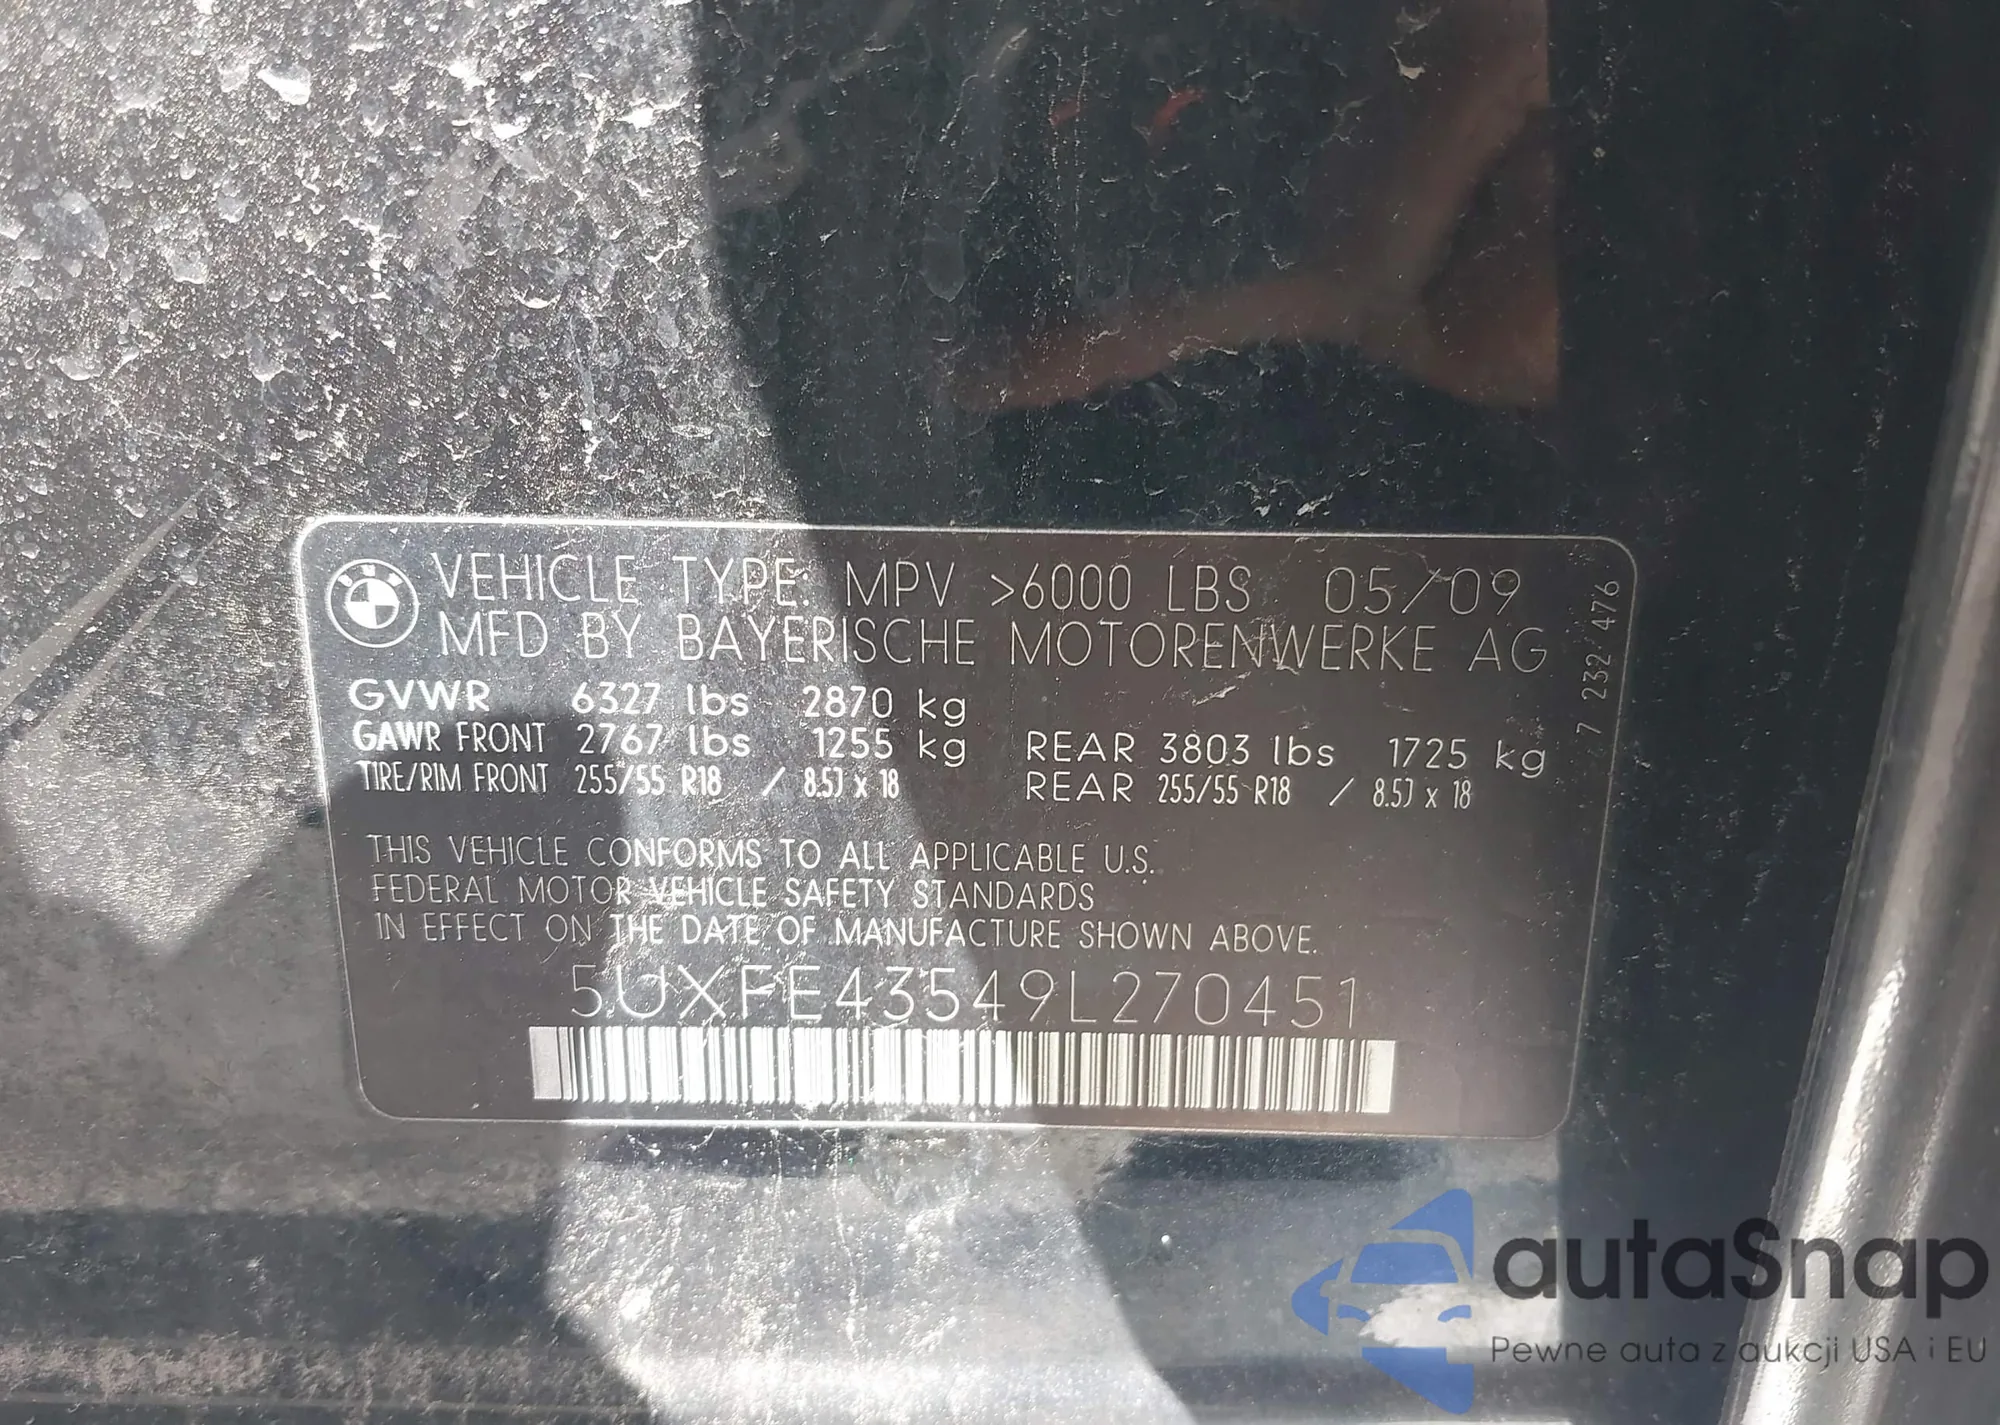 BMW
VEHICLE TYPE: MPV >6000 LBS 05/09
MFD BY BAYERISCHE MOTORENWERKE AG
GVWR 6327 lbs 2870 kg
GAWR FRONT 2767 lbs 1255 kg REAR 3803 lbs 1725 kg
TIRE/RIM FRONT 255/55 R18 / 8.5J x 18 REAR 255/55 R18 / 8.5J x 18
7 232 476
THIS VEHICLE CONFORMS TO ALL APPLICABLE U.S.
FEDERAL MOTOR VEHICLE SAFETY STANDARDS
IN EFFECT ON THE DATE OF MANUFACTURE SHOWN ABOVE.
5UXFE43549L270451
autaSnap
Pewne auta z aukcji USA i EU